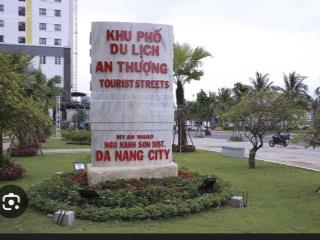 KHU PHỐ
DU LỊCH
AN THƯỢNG
TOURIST STREETS
MY AN WARD
NGU HANH SON DIST.
DA NANG CITY